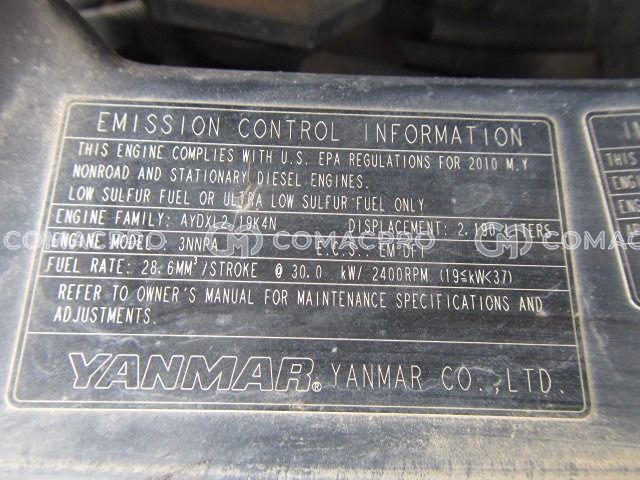 EMISSION CONTROL INFORMATION
THIS ENGINE COMPLIES WITH U.S. EPA REGULATIONS FOR 2010 M.Y
NONROAD AND STATIONARY DIESEL ENGINES.
LOW SULFUR FUEL OR ULTRA LOW SULFUR FUEL ONLY
ENGINE FAMILY: AYDXL2.19K4N DISPLACEMENT: 2.190 LITERS
ENGINE MODEL: 3NNPA E.C.S.: EM DFI
FUEL RATE: 28.6MM³/STROKE @ 30.0 kW/ 2400RPM (19≤kW<37)
REFER TO OWNER'S MANUAL FOR MAINTENANCE SPECIFICATIONS AND
ADJUSTMENTS.
YANMAR® YANMAR CO.,LTD.
COMACPRO COMACPRO COMACPRO